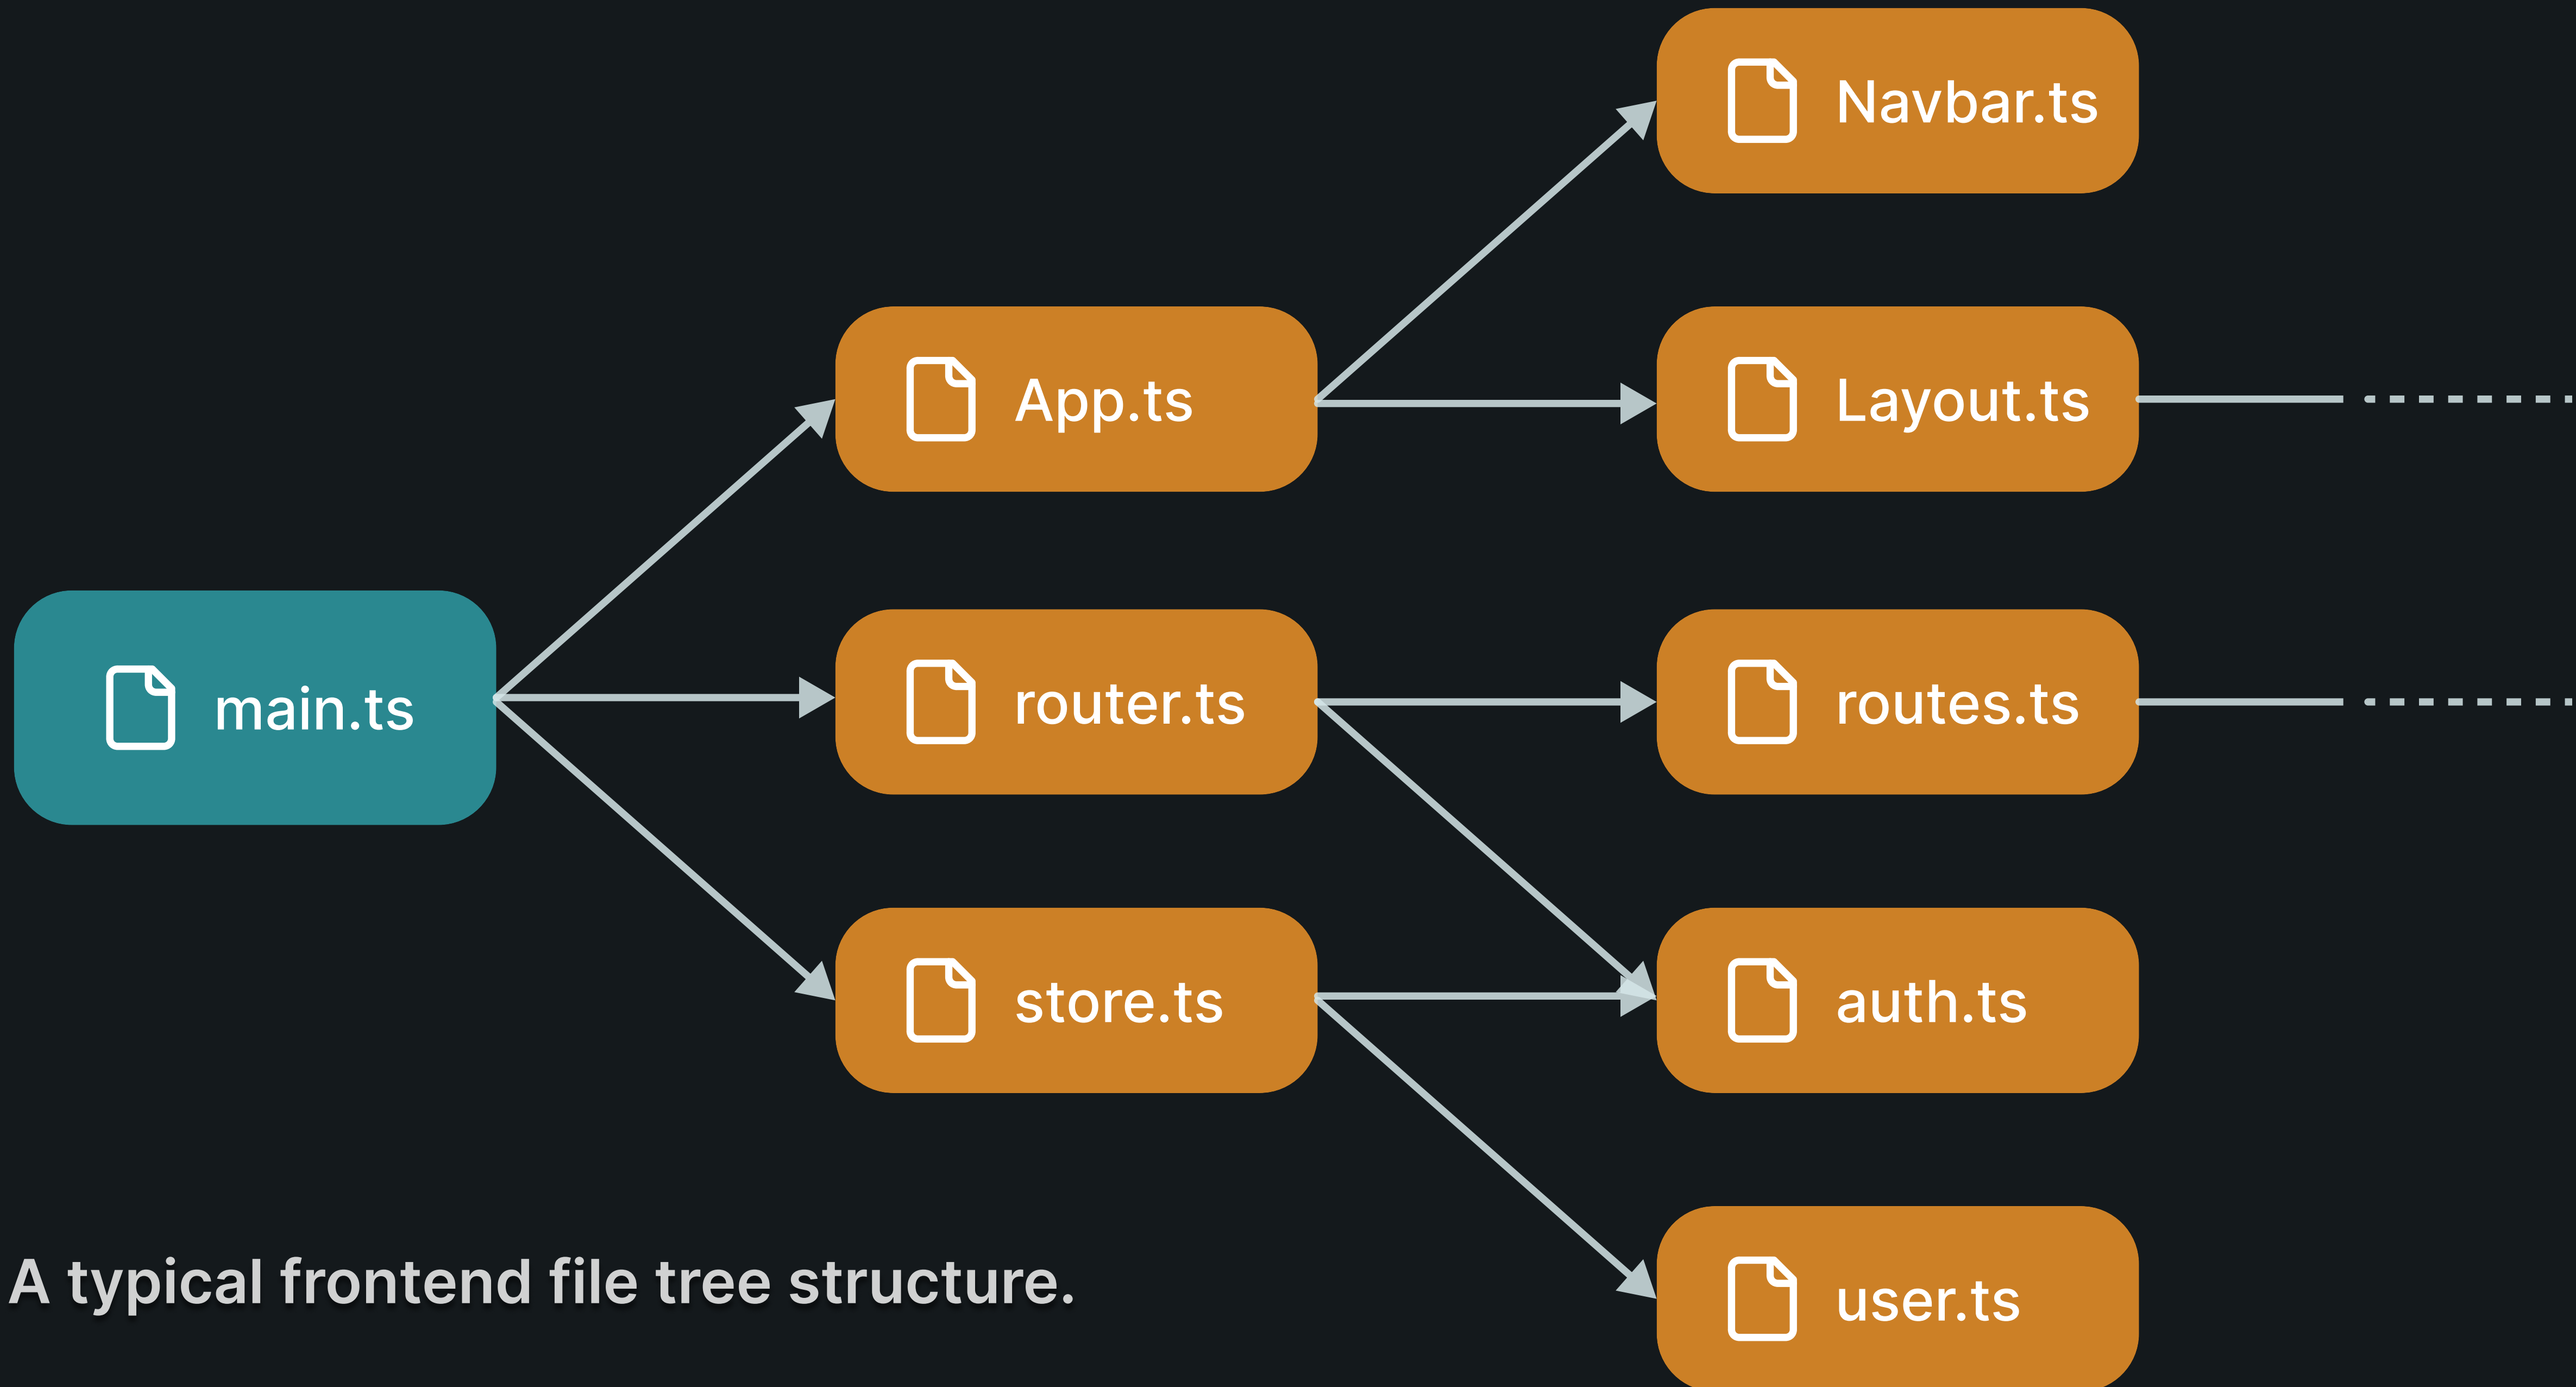 Navbar.ts
App.ts
Layout.ts
main.ts
router.ts
routes.ts
store.ts
auth.ts
A typical frontend file tree structure.
user.ts